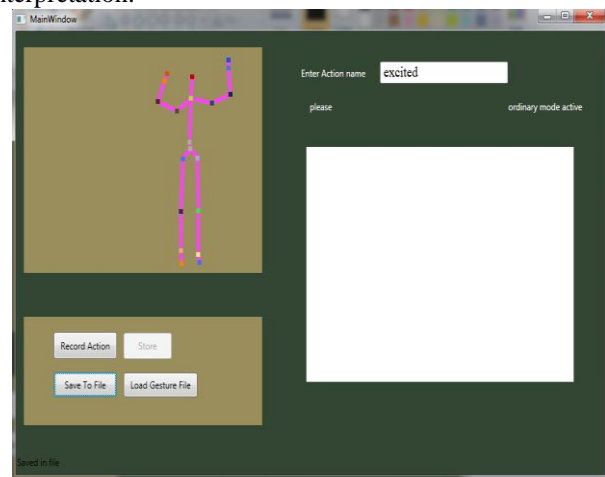 nterpretation.
MainWindow
Enter Action name excited
please ordinary mode active
Record Action Store
Save To File Load Gesture File
Saved in file